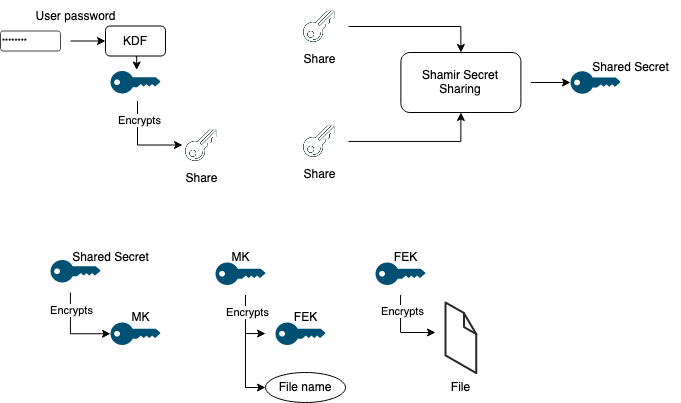 User password
********
KDF
Encrypts
Share
Share
Share
Shamir Secret
Sharing
Shared Secret
Shared Secret
Encrypts
MK
MK
Encrypts
FEK
File name
FEK
Encrypts
File